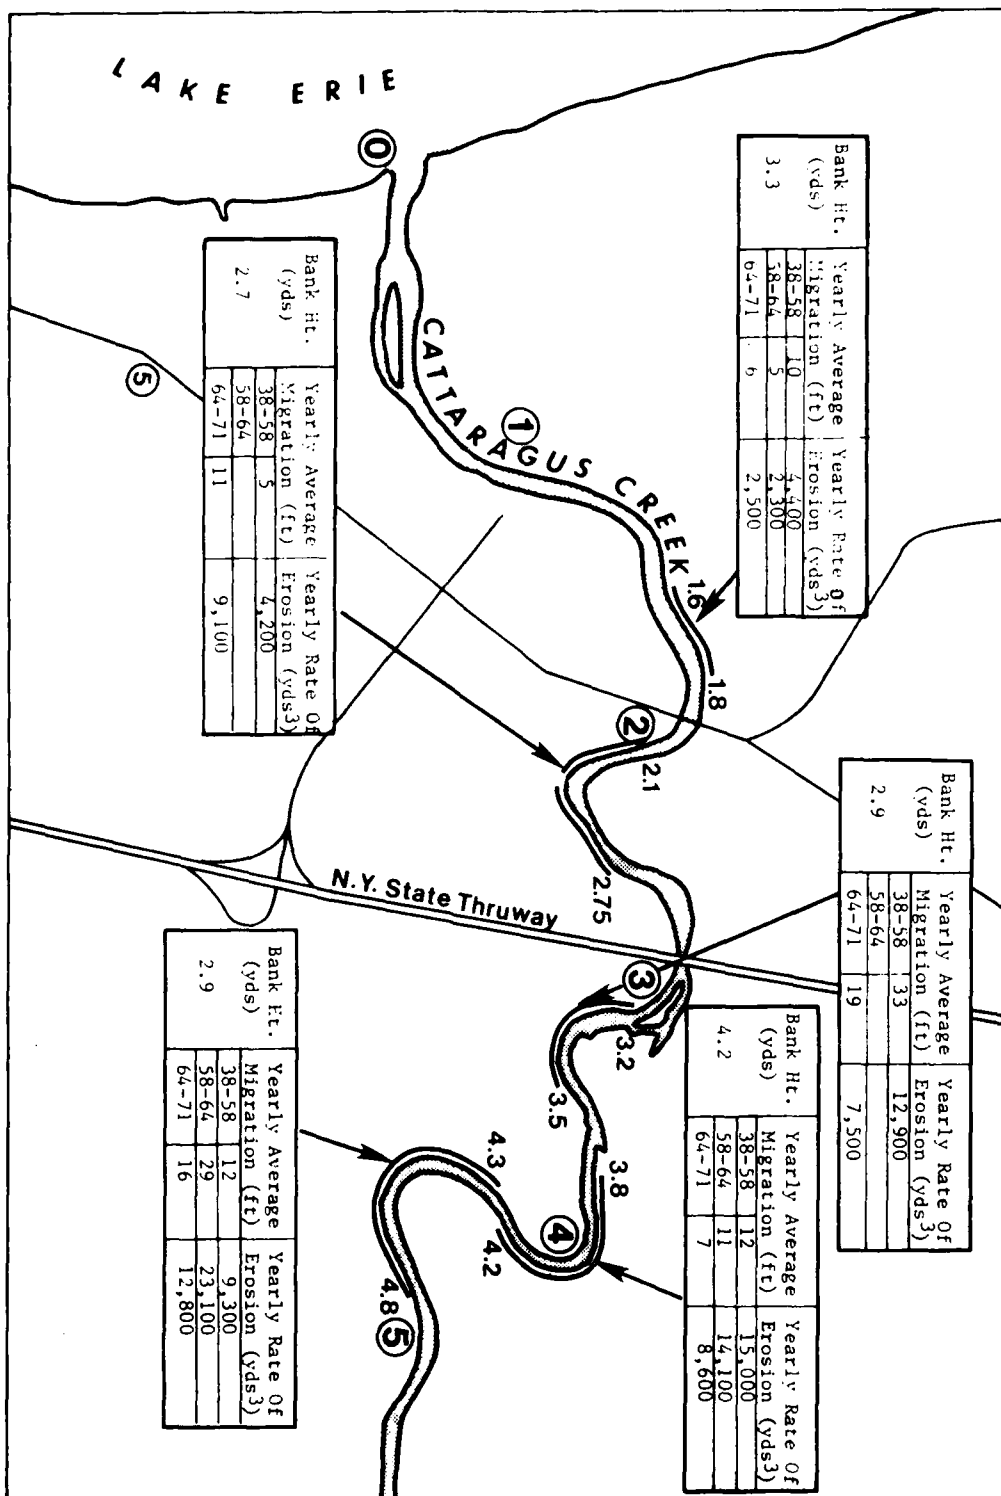 LAKE ERIE
0
CATTARAGUS CREEK
1
1.6
1.8
2
2.1
2.75
N.Y. State Thruway
3
3.2
3.5
3.8
4
4.2
4.3
4.8
5
5
Bank Ht. Yearly Average Yearly Rate Of
(yds) Migration (ft) Erosion (yds3)
3.3 38-58 10 4,400
58-64 5 2,300
64-71 6 2,500
Bank Ht. Yearly Average Yearly Rate Of
(yds) Migration (ft) Erosion (yds3)
2.7 38-58 5 4,200
58-64
64-71 11 9,100
Bank Ht. Yearly Average Yearly Rate Of
(yds) Migration (ft) Erosion (yds3)
2.9 38-58 33 12,900
58-64
64-71 19 7,500
Bank Ht. Yearly Average Yearly Rate Of
(yds) Migration (ft) Erosion (yds3)
4.2 38-58 12 15,000
58-64 11 14,100
64-71 7 8,600
Bank Ht. Yearly Average Yearly Rate Of
(yds) Migration (ft) Erosion (yds3)
2.9 38-58 12 9,300
58-64 29 23,100
64-71 16 12,800